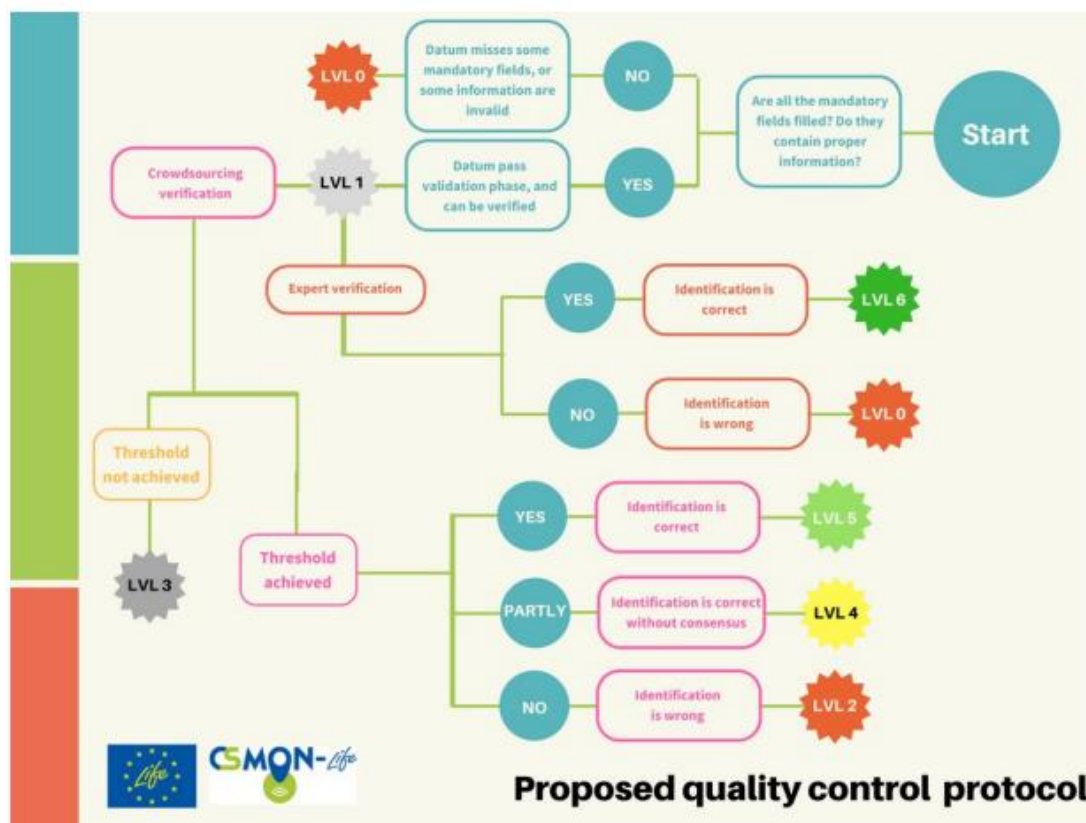 LVL 0
Datum misses some
mandatory fields, or
some information are
invalid
NO
Are all the mandatory
fields filled? Do they
contain proper
information?
Start
Crowdsourcing
verification
LVL 1
Datum pass
validation phase, and
can be verified
YES
Expert verification
YES
Identification is
correct
LVL 6
NO
Identification
is wrong
LVL 0
Threshold
not achieved
LVL 3
Threshold
achieved
YES
Identification is
correct
LVL 5
PARTLY
Identification is correct
without consensus
LVL 4
NO
Identification
is wrong
LVL 2
Life
CSMON-Life
Proposed quality control protocol